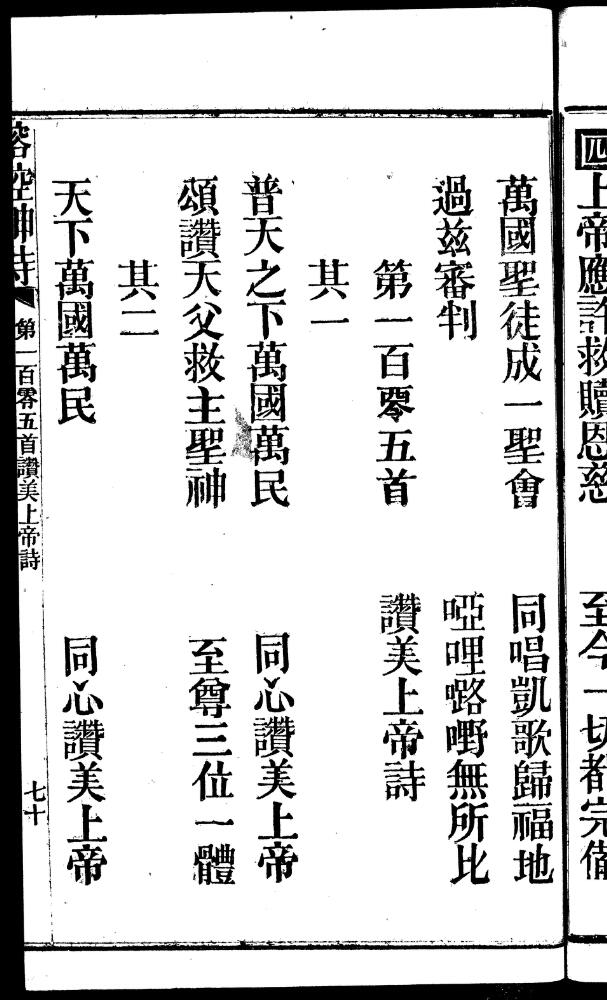 四 上帝應許救贖恩慈 至今一切都完備
萬國聖徒成一聖會 同唱凱歌歸福地
過兹審判 啞哩嚕嘢無所比
第一百零五首 讚美上帝詩
其一
普天之下萬國萬民 同心讚美上帝
頌讚天父救主聖神 至尊三位一體
其二
天下萬國萬民 同心讚美上帝
神詩 第一百零五首讚美上帝詩 七十